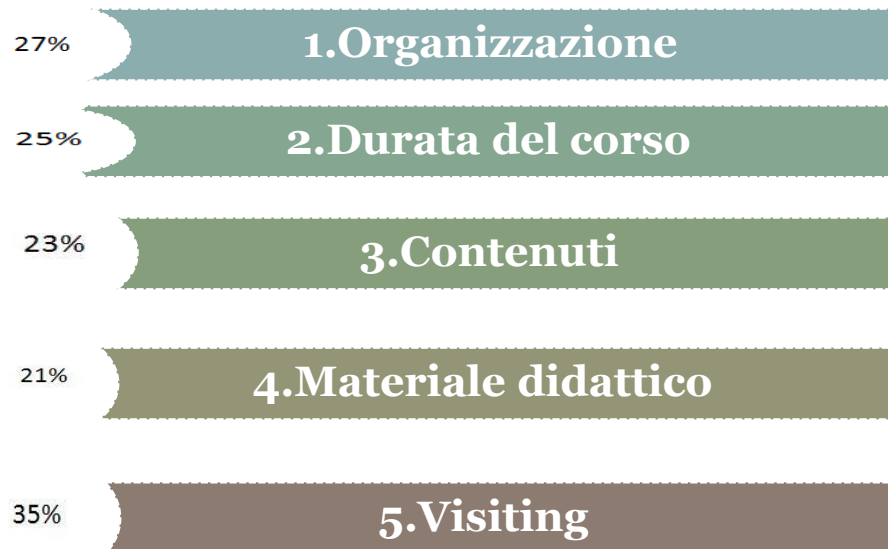 27% 1.Organizzazione
25% 2.Durata del corso
23% 3.Contenuti
21% 4.Materiale didattico
35% 5.Visiting